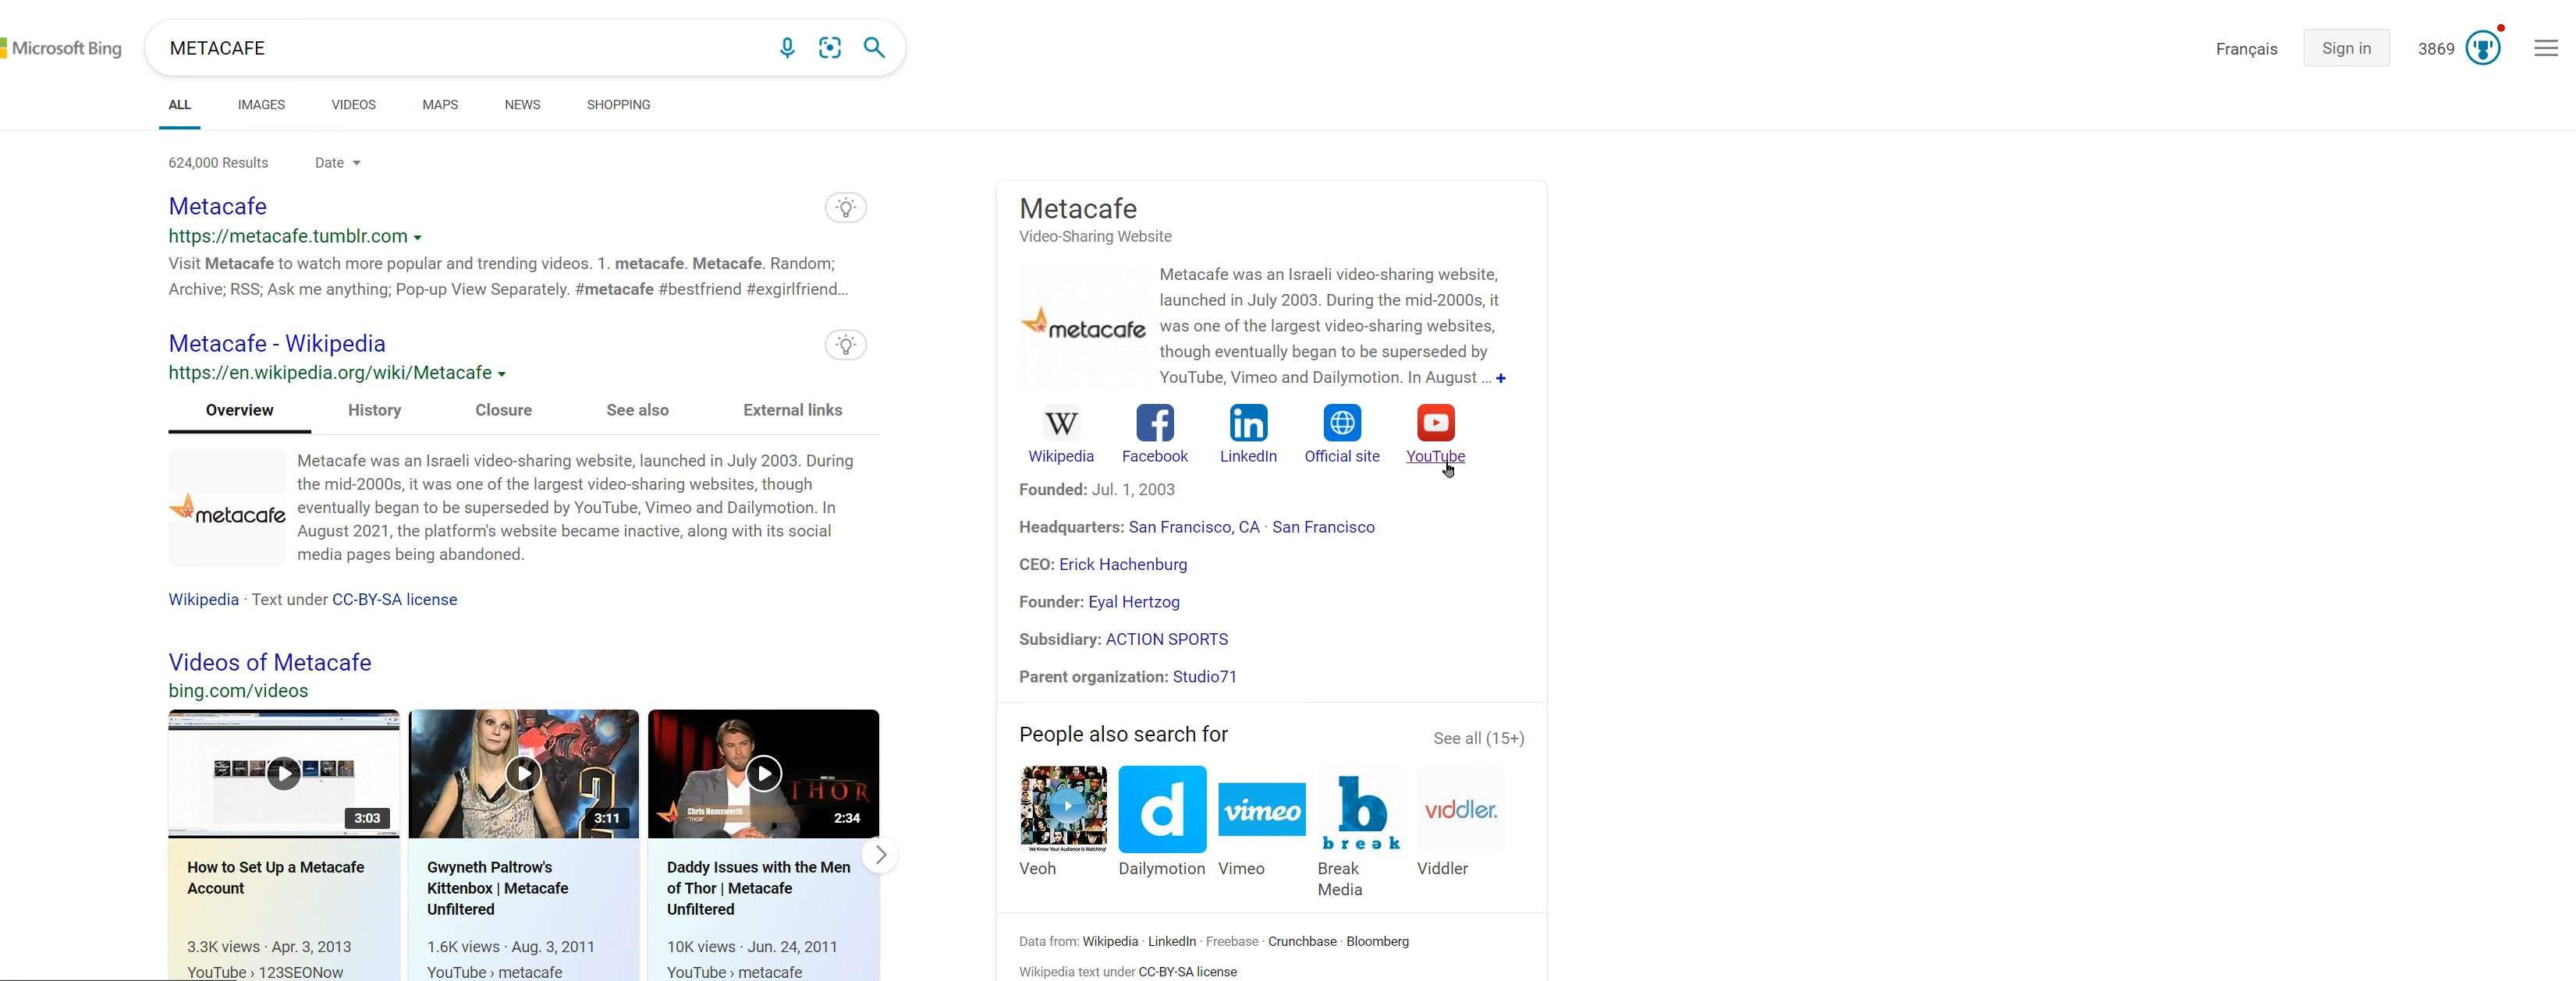 Microsoft Bing
METACAFE
Français
Sign in
3869
ALL
IMAGES
VIDEOS
MAPS
NEWS
SHOPPING
624,000 Results
Date
Metacafe
https://metacafe.tumblr.com
Visit Metacafe to watch more popular and trending videos. 1. metacafe. Metacafe. Random;
Archive; RSS; Ask me anything; Pop-up View Separately. #metacafe #bestfriend #exgirlfriend...
Metacafe - Wikipedia
https://en.wikipedia.org/wiki/Metacafe
Overview
History
Closure
See also
External links
metacafe
Metacafe was an Israeli video-sharing website, launched in July 2003. During
the mid-2000s, it was one of the largest video-sharing websites, though
eventually began to be superseded by YouTube, Vimeo and Dailymotion. In
August 2021, the platform's website became inactive, along with its social
media pages being abandoned.
Wikipedia · Text under CC-BY-SA license
Videos of Metacafe
bing.com/videos
3:03
How to Set Up a Metacafe
Account
3.3K views · Apr. 3, 2013
YouTube › 123SEONow
2
3:11
Gwyneth Paltrow's
Kittenbox | Metacafe
Unfiltered
1.6K views · Aug. 3, 2011
YouTube › metacafe
THOR
Chris Hemsworth
"THOR"
2:34
Daddy Issues with the Men
of Thor | Metacafe
Unfiltered
10K views · Jun. 24, 2011
YouTube › metacafe
Metacafe
Video-Sharing Website
metacafe
Metacafe was an Israeli video-sharing website,
launched in July 2003. During the mid-2000s, it
was one of the largest video-sharing websites,
though eventually began to be superseded by
YouTube, Vimeo and Dailymotion. In August ... +
W
Wikipedia
f
Facebook
in
LinkedIn
Official site
YouTube
Founded: Jul. 1, 2003
Headquarters: San Francisco, CA · San Francisco
CEO: Erick Hachenburg
Founder: Eyal Hertzog
Subsidiary: ACTION SPORTS
Parent organization: Studio71
People also search for
See all (15+)
We Know Your Audience is Watching!
Veoh
d
Dailymotion
vimeo
Vimeo
b
break
Break
Media
viddler.
Viddler
Data from: Wikipedia · LinkedIn · Freebase · Crunchbase · Bloomberg
Wikipedia text under CC-BY-SA license